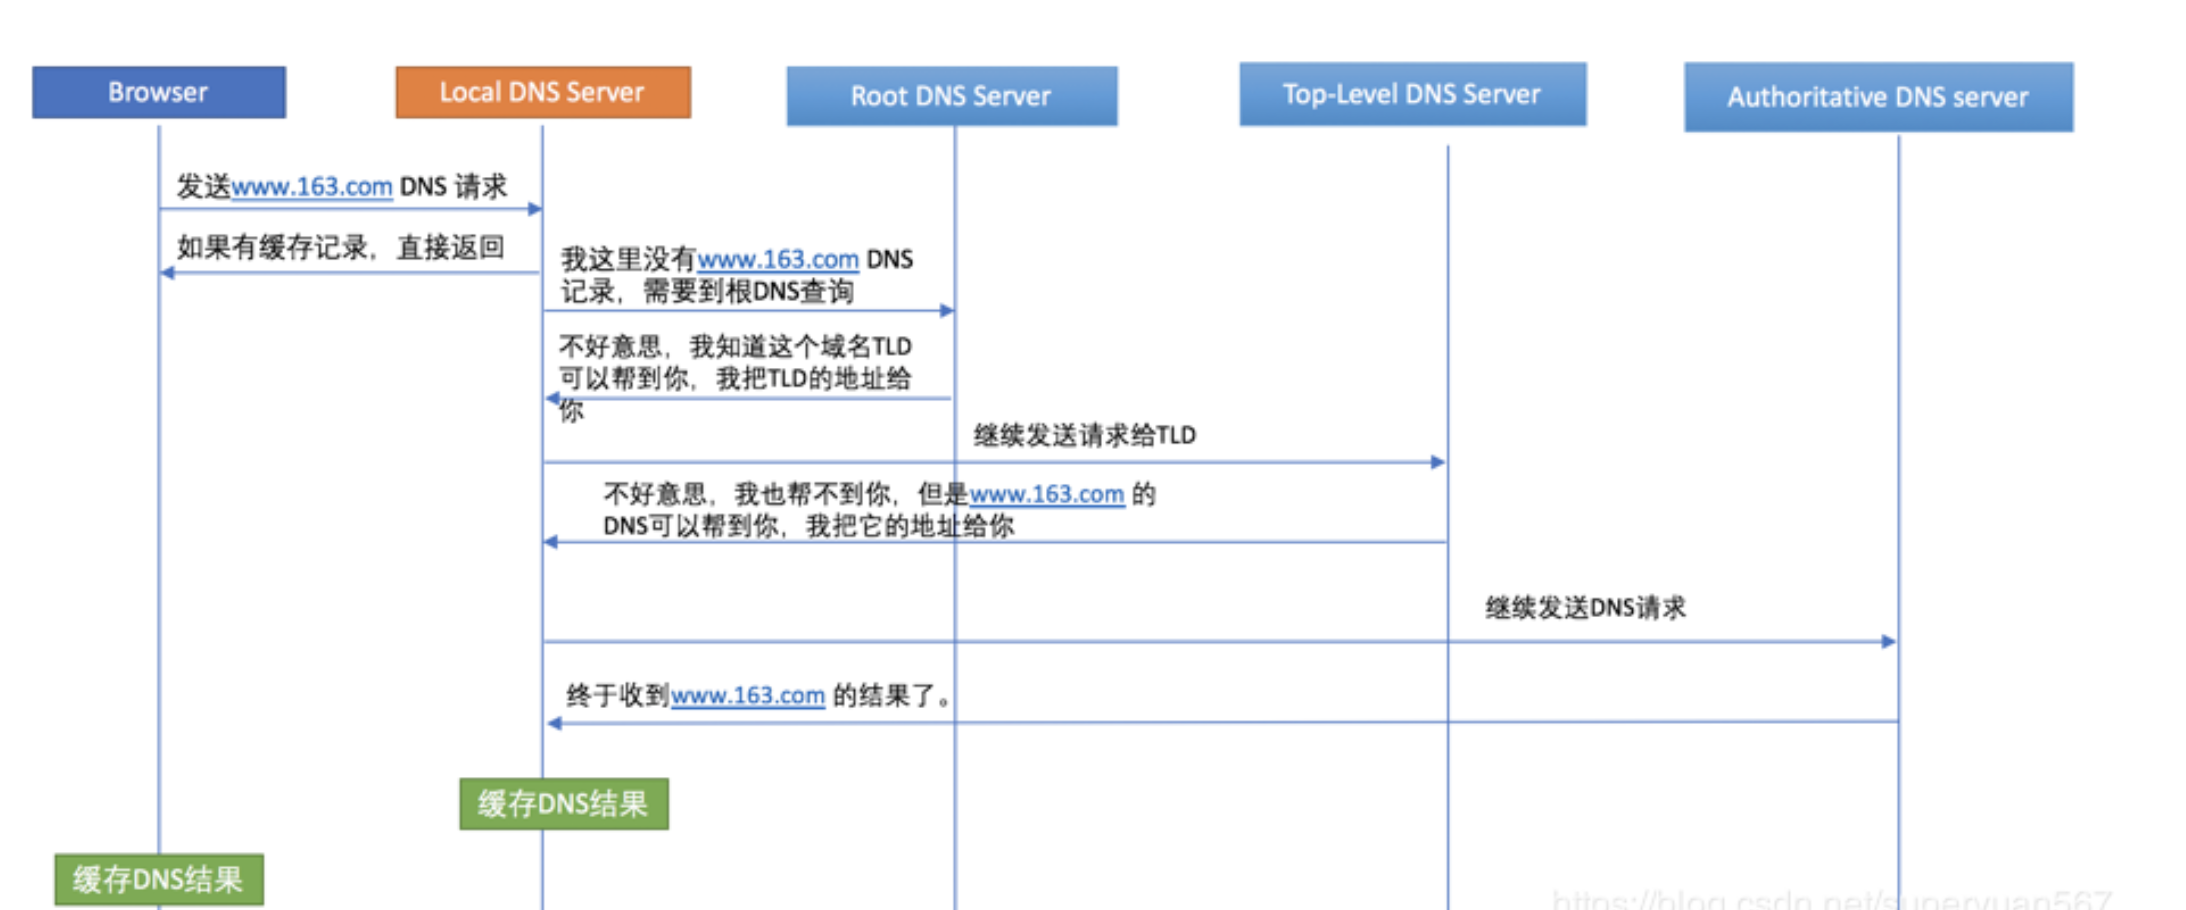 Browser
Local DNS Server
Root DNS Server
Top-Level DNS Server
Authoritative DNS server
发送www.163.com DNS 请求
如果有缓存记录，直接返回
我这里没有www.163.com DNS
记录，需要到根DNS查询
不好意思，我知道这个域名TLD
可以帮到你，我把TLD的地址给
你
继续发送请求给TLD
不好意思，我也帮不到你，但是www.163.com 的
DNS可以帮到你，我把它的地址给你
继续发送DNS请求
终于收到www.163.com 的结果了。
缓存DNS结果
缓存DNS结果
https://blog.csdn.net/superyuan567